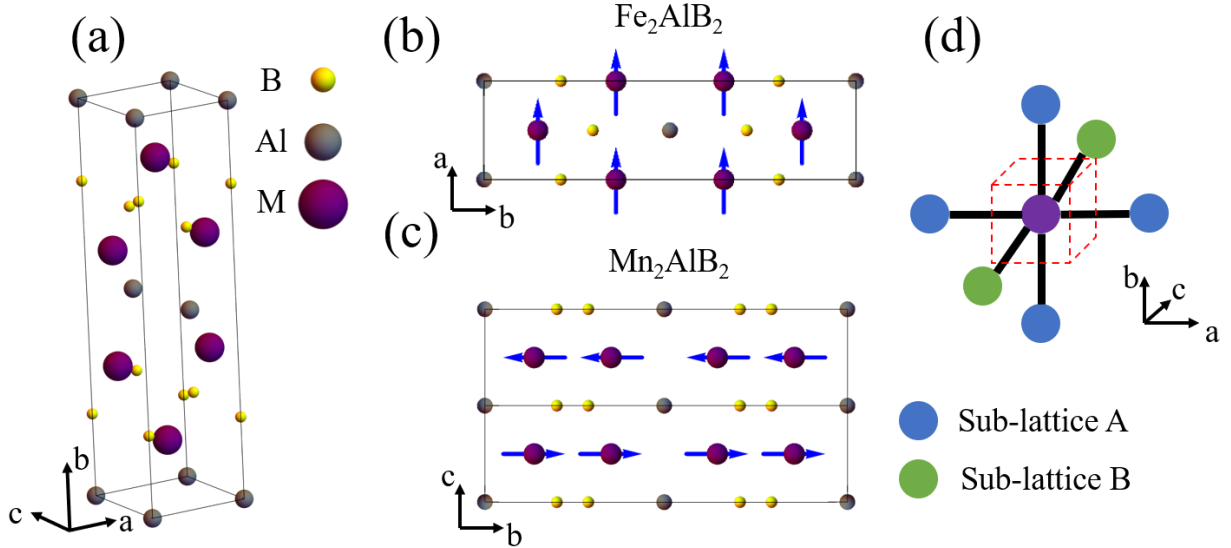 (a)
B
Al
M
b
c
a
(b)
Fe₂AlB₂
a
b
(c)
Mn₂AlB₂
c
b
(d)
b
c
a
Sub-lattice A
Sub-lattice B